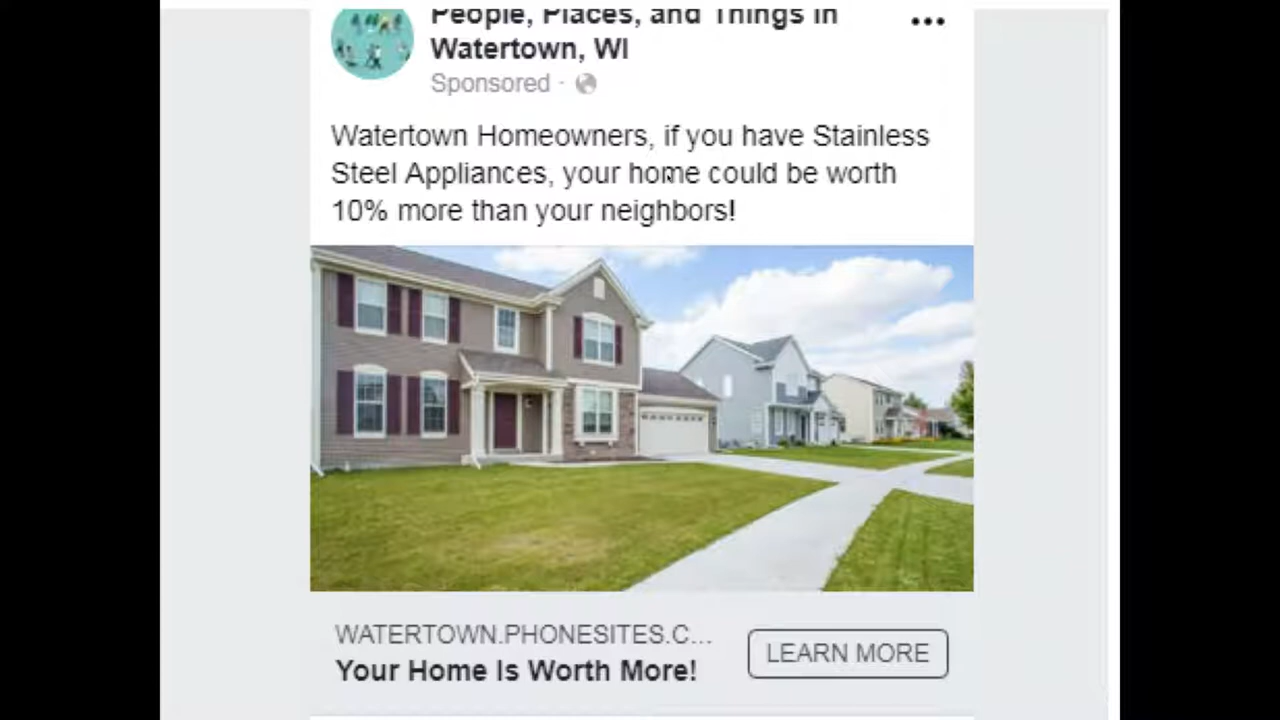 People, Places, and Things in
Watertown, WI
Sponsored ·
Watertown Homeowners, if you have Stainless
Steel Appliances, your home could be worth
10% more than your neighbors!
WATERTOWN.PHONESITES.C...
Your Home Is Worth More!
LEARN MORE